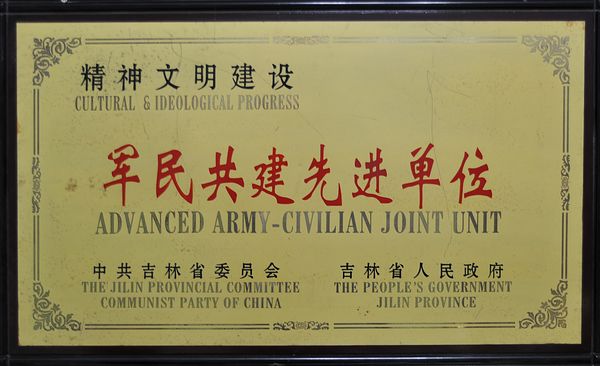 精神文明建设
CULTURAL & IDEOLOGICAL PROGRESS
军民共建先进单位
ADVANCED ARMY-CIVILIAN JOINT UNIT
中共吉林省委员会
THE JILIN PROVINCIAL COMMITTEE
COMMUNIST PARTY OF CHINA
吉林省人民政府
THE PEOPLE'S GOVERNMENT
JILIN PROVINCE